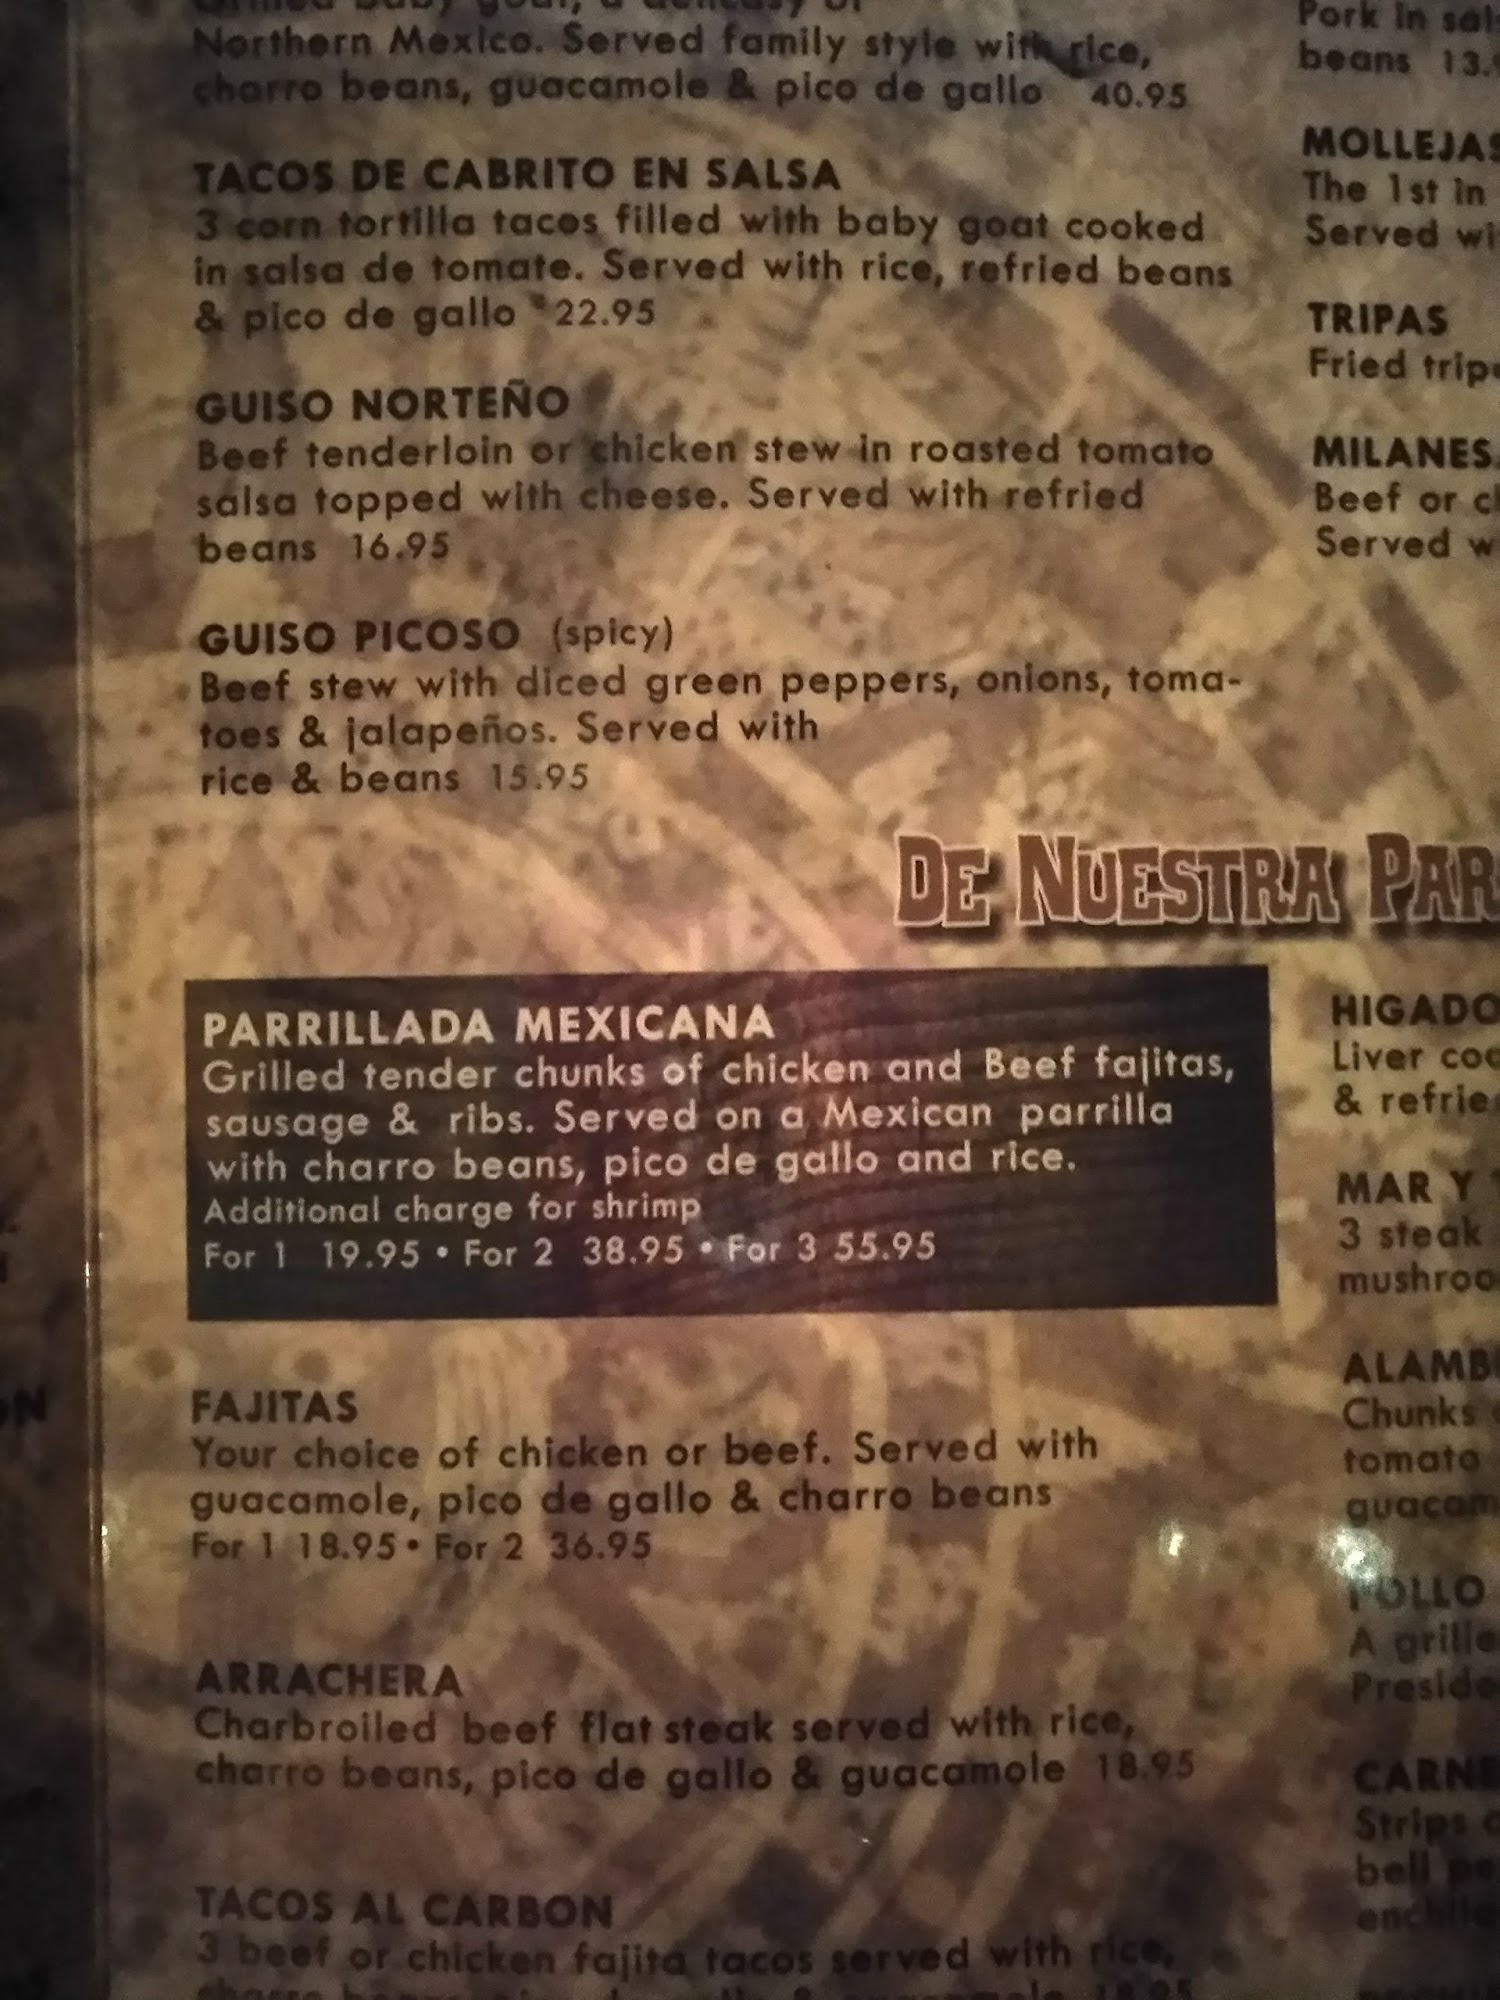 Northern Mexico. Served family style with rice,
charro beans, guacamole & pico de gallo 40.95
TACOS DE CABRITO EN SALSA
3 corn tortilla tacos filled with baby goat cooked
in salsa de tomate. Served with rice, refried beans
& pico de gallo 22.95
GUISO NORTEÑO
Beef tenderloin or chicken stew in roasted tomato
salsa topped with cheese. Served with refried
beans 16.95
GUISO PICOSO (spicy)
Beef stew with diced green peppers, onions, toma-
toes & jalapeños. Served with
rice & beans 15.95
Pork in
beans
MOLLEJAS
The 1st in
Served
TRIPAS
Fried
Beef or
Served
DE NUESTRA
PARRILLADA MEXICANA
Grilled tender chunks of chicken and Beef fajitas,
sausage & ribs. Served on a Mexican parrilla
with charro beans, pico de gallo and rice.
Additional charge for shrimp
For 1 19.95 • For 2 38.95 • For 3 55.95
FAJITAS
Your choice of chicken or beef. Served with
guacamole, pico de gallo & charro beans
For 1 18.95 • For 2 36.95
ARRACHERA
Charbroiled beef flat steak served with rice,
charro beans, pico de gallo & guacamole 18.95
TACOS AL CARBON
3 beef or chicken fajita tacos served with rice,
HIGADO
Liver
&
MAR Y
3 steak
ALAMB
Chunks
tomato
POLLO
A
CARNE
Strips
bell